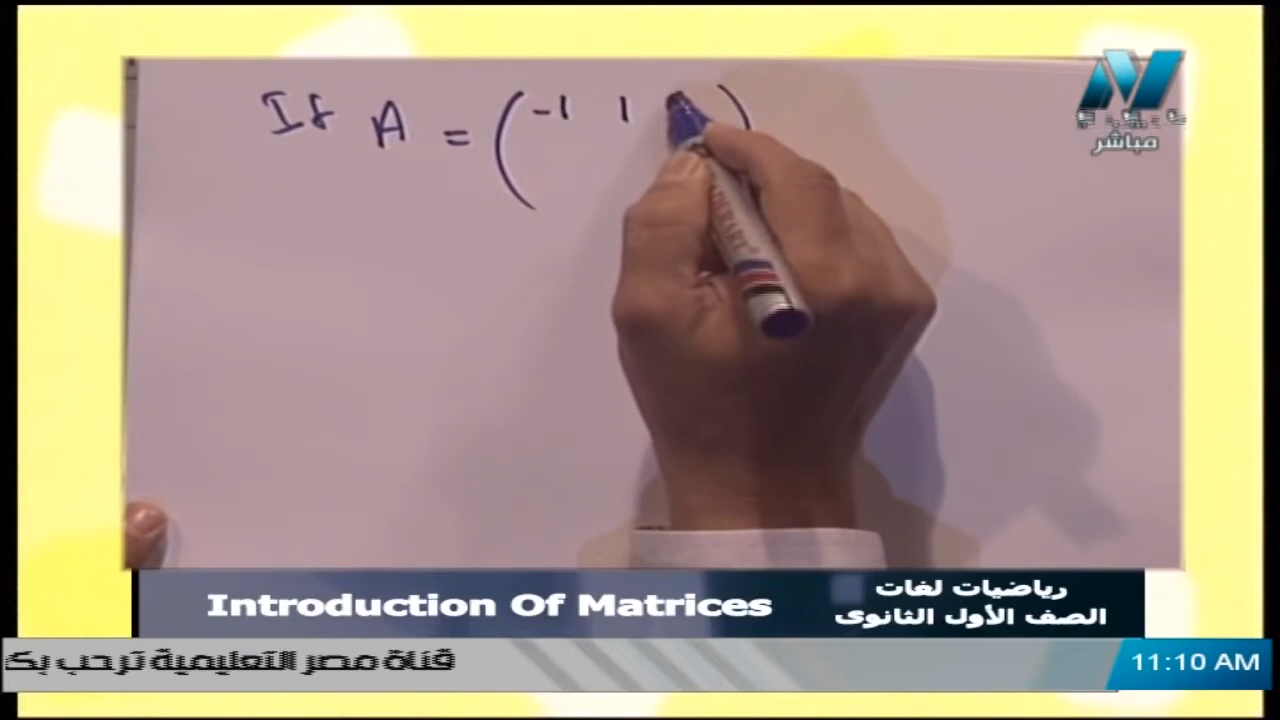 If A = ( -1 1 )
مباشر
Introduction Of Matrices
رياضيات لغات
الصف الأول الثانوى
قناة مصر التعليمية ترحب بك
11:10 AM